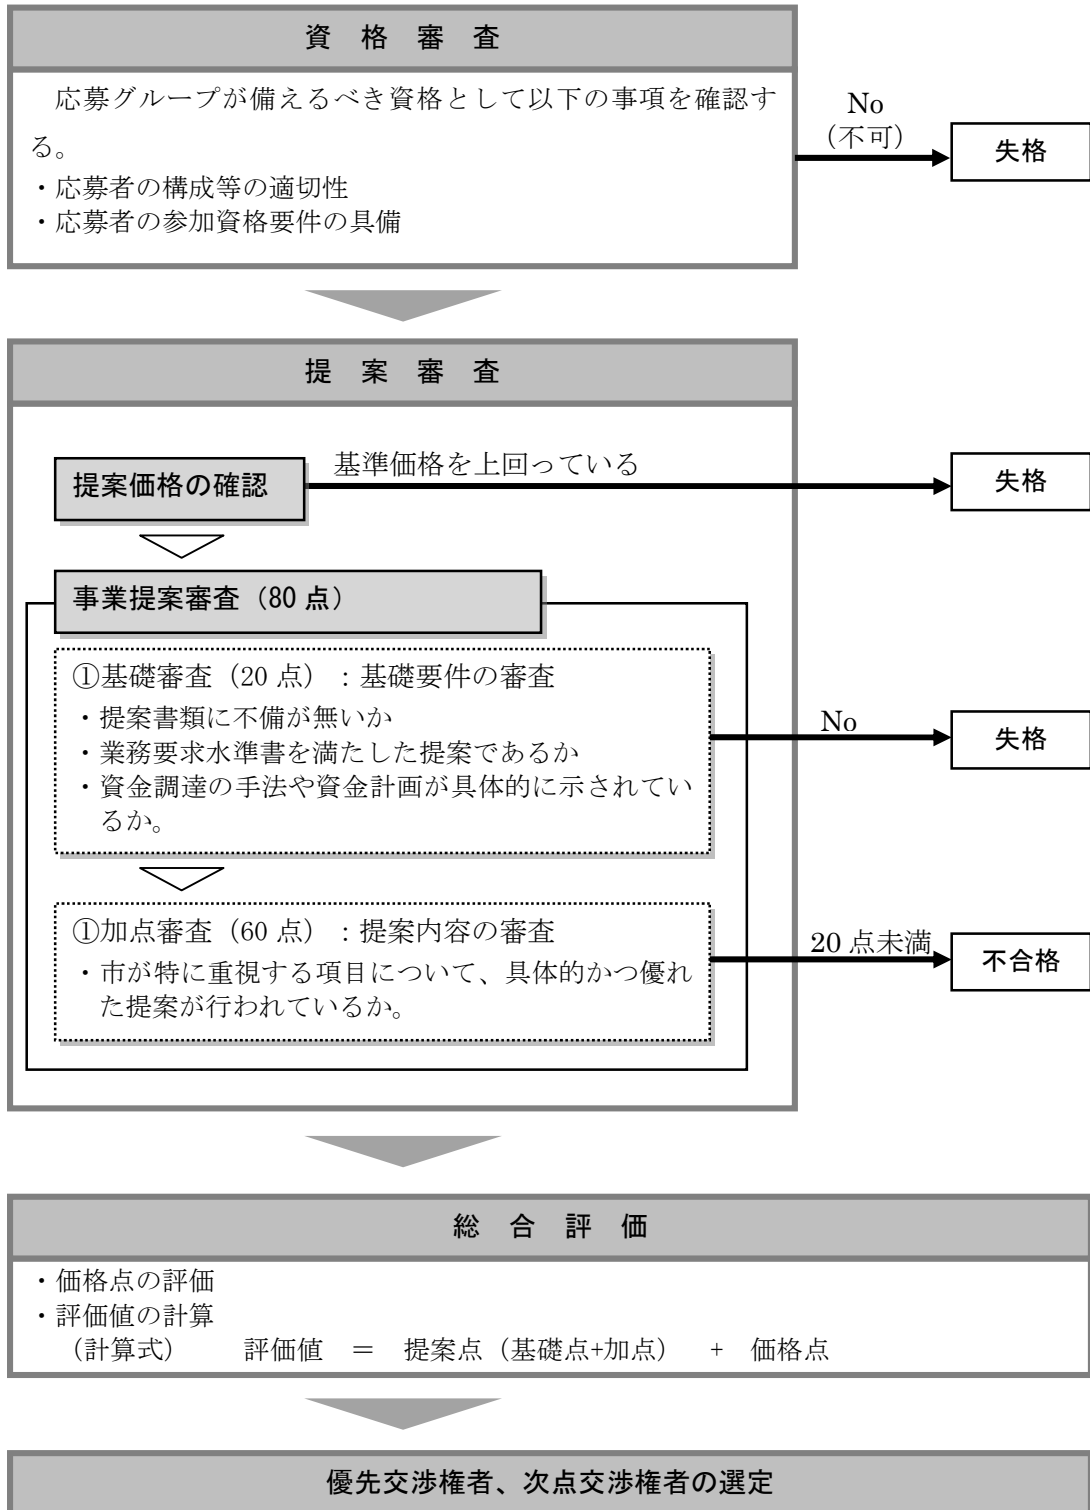 資　格　審　査
応募グループが備えるべき資格として以下の事項を確認す
る。
・応募者の構成等の適切性
・応募者の参加資格要件の具備
No
（不可）
失格
提　案　審　査
提案価格の確認
基準価格を上回っている
失格
事業提案審査（80 点）
①基礎審査（20 点）：基礎要件の審査
・提案書類に不備が無いか
・業務要求水準書を満たした提案であるか
・資金調達の手法や資金計画が具体的に示されてい
るか。
No
失格
①加点審査（60 点）：提案内容の審査
・市が特に重視する項目について、具体的かつ優れ
た提案が行われているか。
20 点未満
不合格
総　合　評　価
・価格点の評価
・評価値の計算
（計算式）　　評価値　＝　提案点（基礎点+加点）　+　価格点
優先交渉権者、次点交渉権者の選定